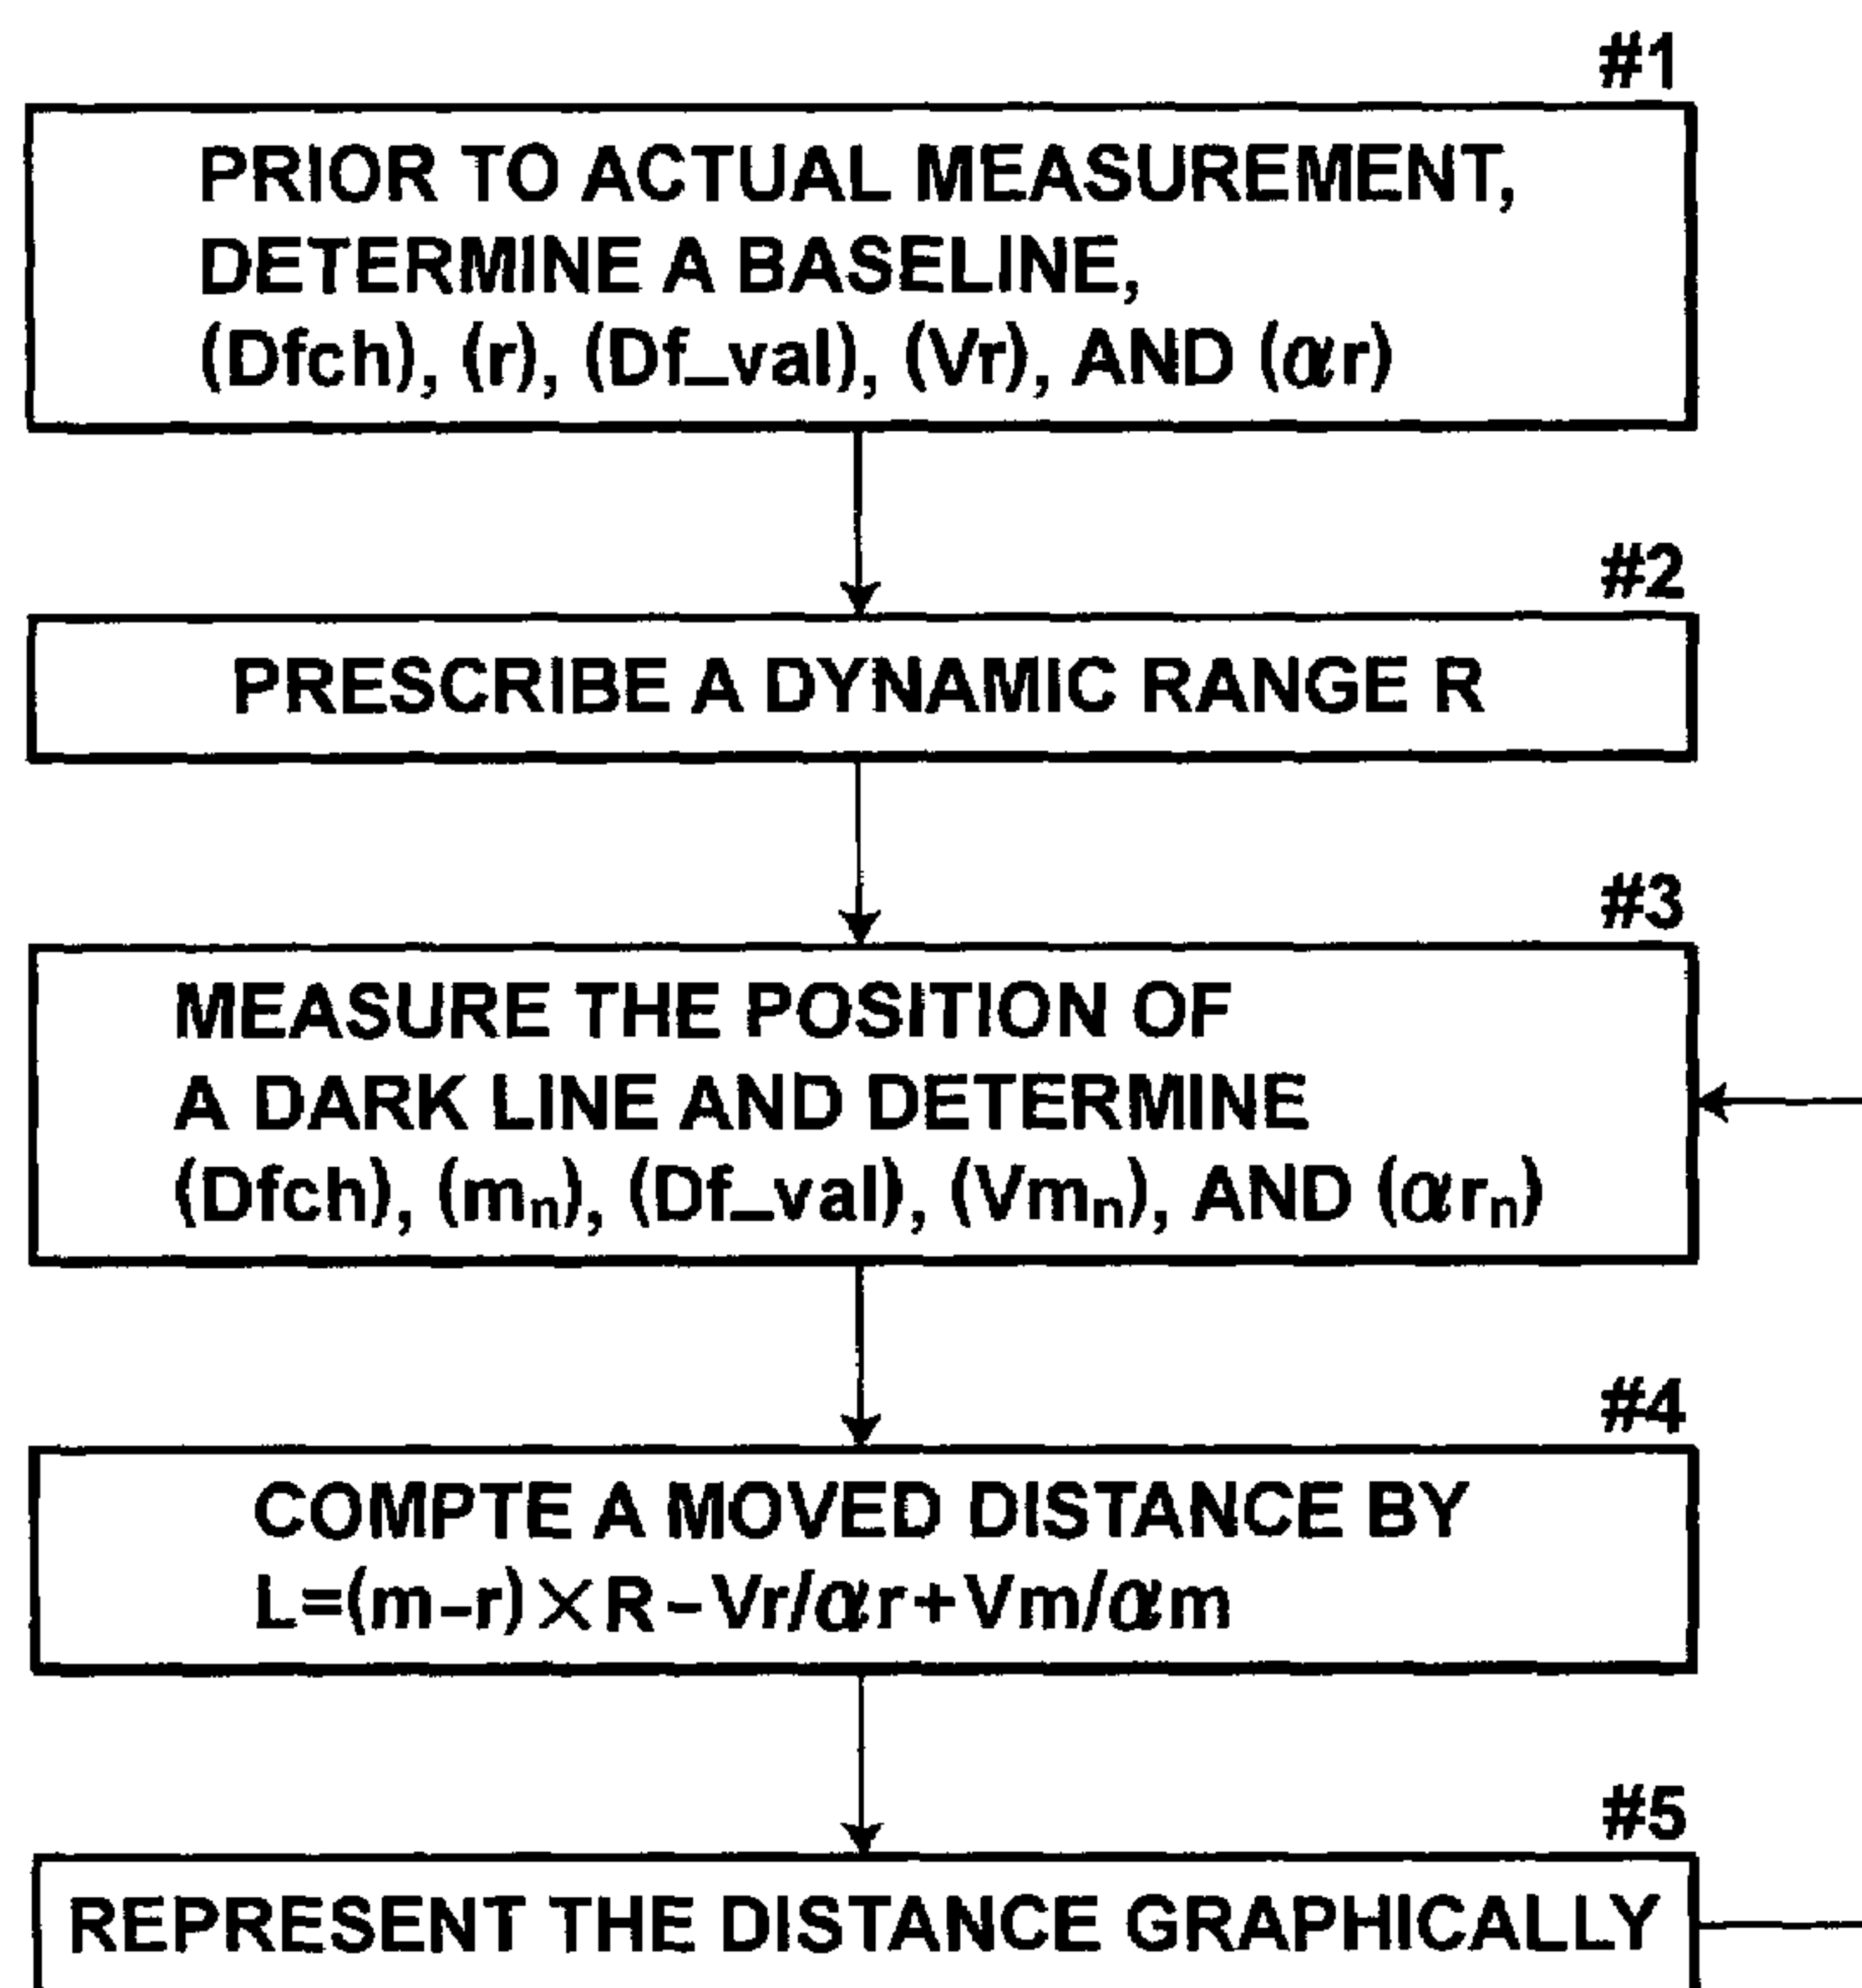 #1
PRIOR TO ACTUAL MEASUREMENT,
DETERMINE A BASELINE,
(Dfch), (r), (Df_val), (Vr), AND (αr)
#2
PRESCRIBE A DYNAMIC RANGE R
#3
MEASURE THE POSITION OF
A DARK LINE AND DETERMINE
(Dfch), (mₙ), (Df_val), (Vmₙ), AND (αrₙ)
#4
COMPTE A MOVED DISTANCE BY
L=(m-r)×R-Vr/αr+Vm/αm
#5
REPRESENT THE DISTANCE GRAPHICALLY